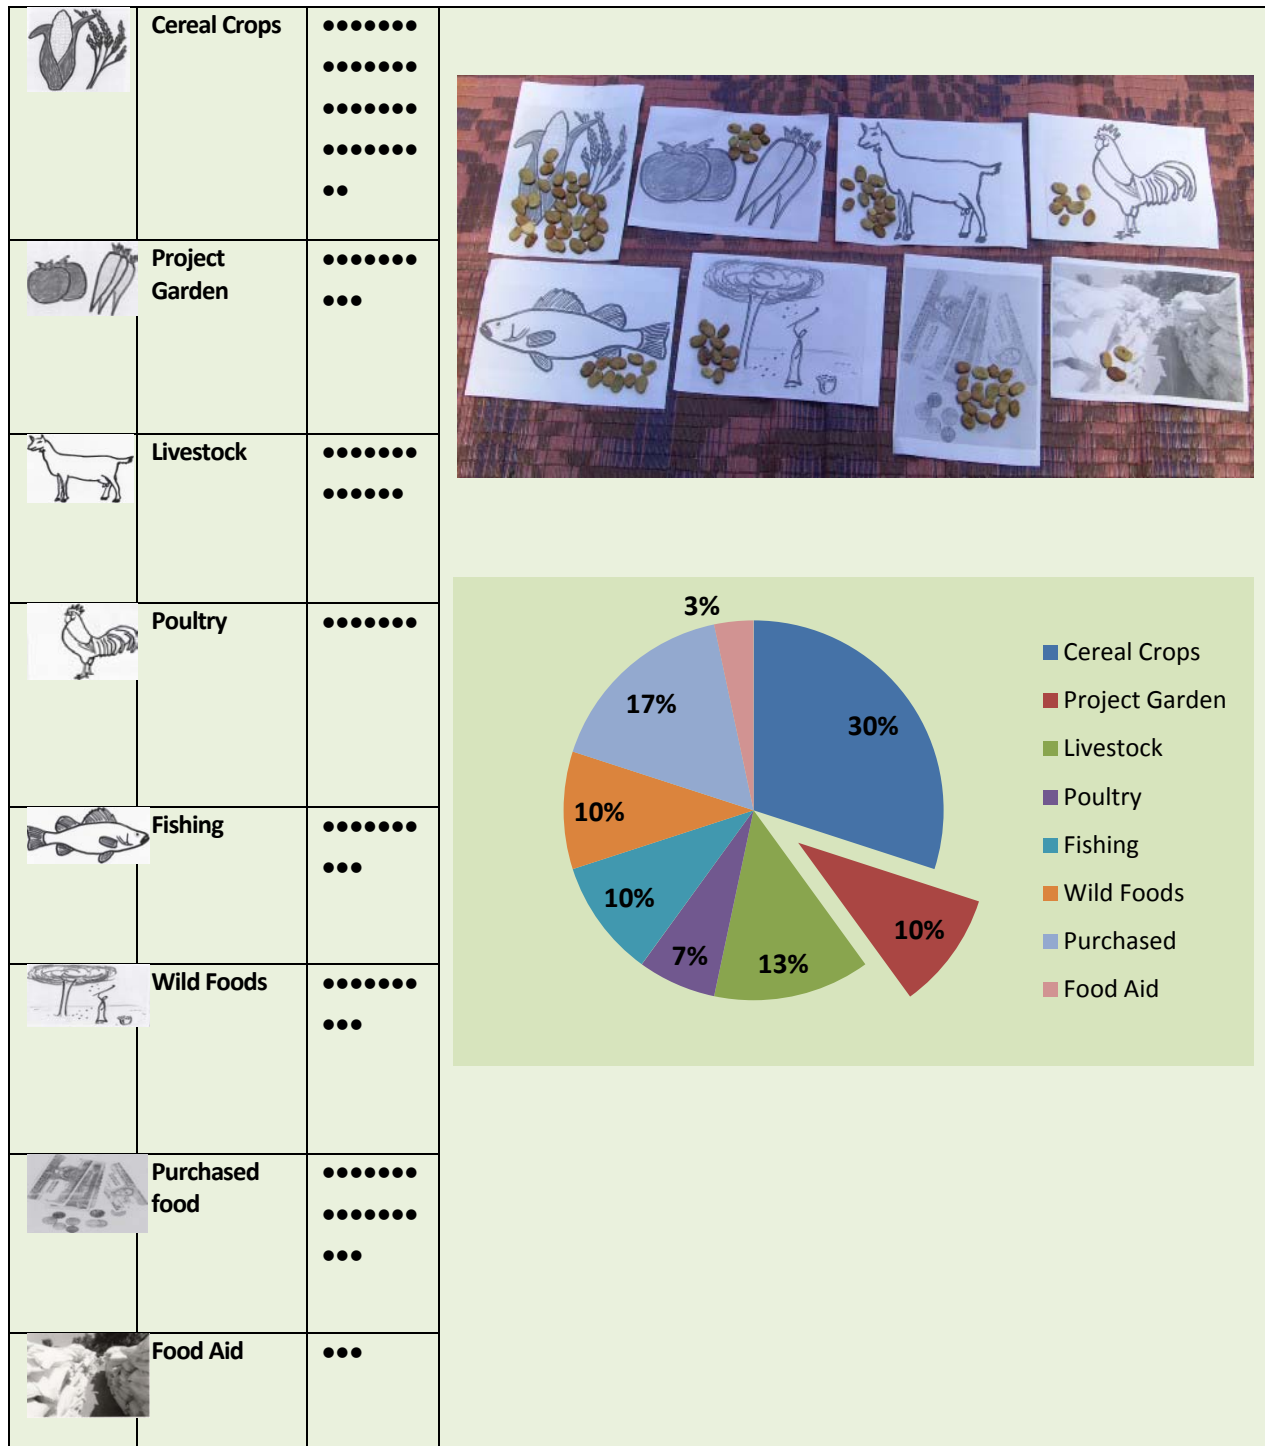 Cereal Crops
●●●●●●●
●●●●●●●
●●●●●●●
●●●●●●●
●●
Project
Garden
●●●●●●●
●●●
Livestock
●●●●●●●
●●●●●●
Poultry
●●●●●●●
Fishing
●●●●●●●
●●●
Wild Foods
●●●●●●●
●●●
Purchased
food
●●●●●●●
●●●●●●●
●●●
Food Aid
●●●
3%
30%
17%
10%
10%
10%
7%
13%
Cereal Crops
Project Garden
Livestock
Poultry
Fishing
Wild Foods
Purchased
Food Aid